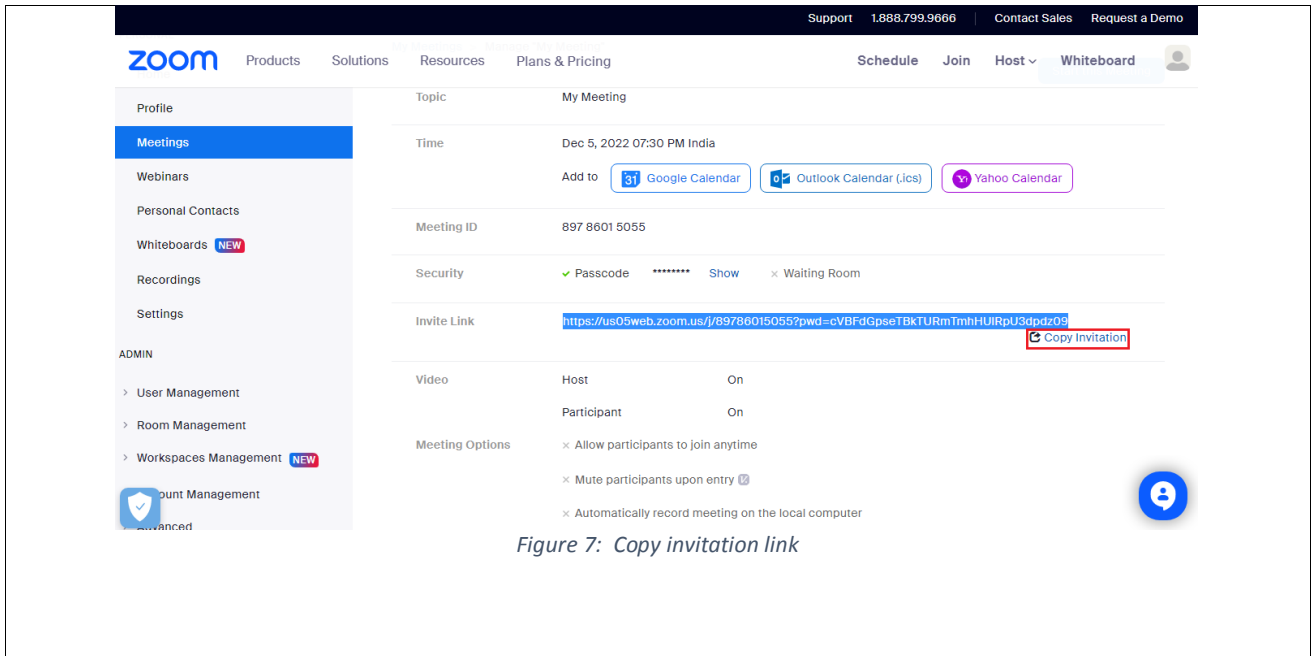 Support 1.888.799.9666 Contact Sales Request a Demo
zoom Products Solutions Resources Plans & Pricing Schedule Join Host Whiteboard
Profile
Meetings
Webinars
Personal Contacts
Whiteboards NEW
Recordings
Settings
ADMIN
User Management
Room Management
Workspaces Management NEW
ount Management
Advanced
Topic My Meeting
Time Dec 5, 2022 07:30 PM India
Add to 31 Google Calendar Outlook Calendar (.ics) Yahoo Calendar
Meeting ID 897 8601 5055
Security Passcode ******** Show Waiting Room
Invite Link https://us05web.zoom.us/j/89786015055?pwd=cVBFdGpseTBkTURmTmhHUlRpU3dpdz09
Copy Invitation
Video Host On
Participant On
Meeting Options Allow participants to join anytime
Mute participants upon entry
Automatically record meeting on the local computer
Figure 7: Copy invitation link